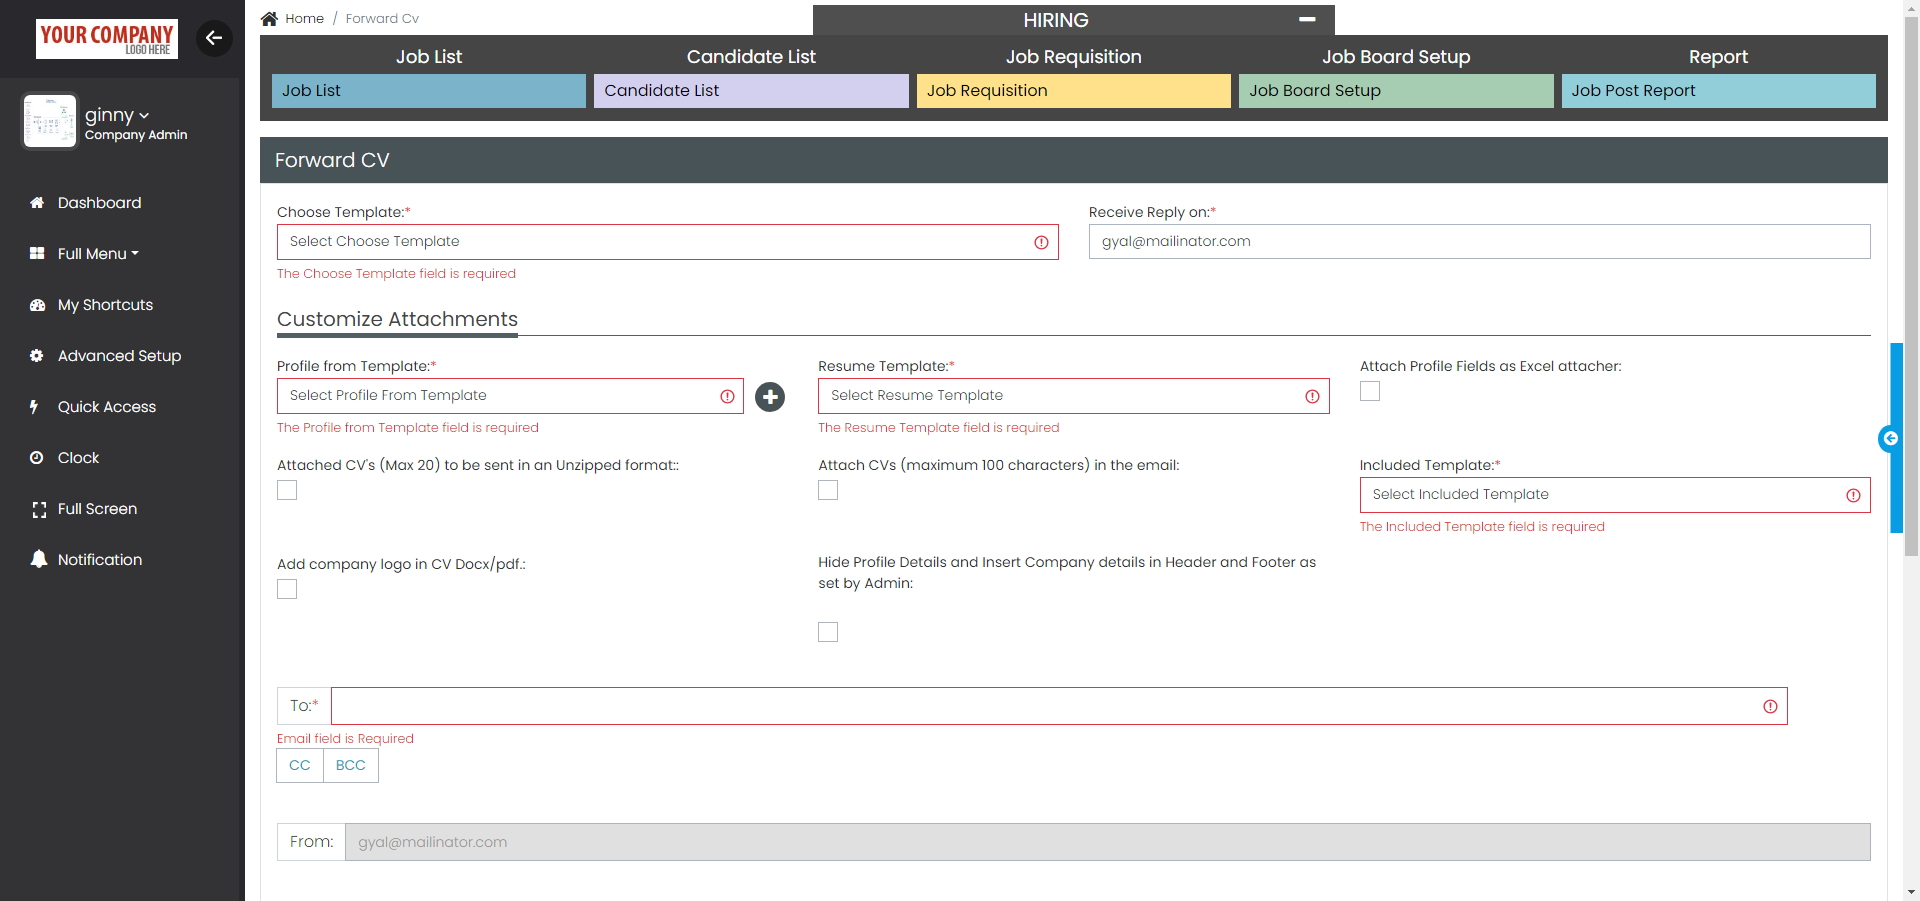 YOUR COMPANY
LOGO HERE
ginny
Company Admin
Dashboard
Full Menu
My Shortcuts
Advanced Setup
Quick Access
Clock
Full Screen
Notification
Home / Forward Cv
HIRING
Job List
Candidate List
Job Requisition
Job Board Setup
Report
Job List
Candidate List
Job Requisition
Job Board Setup
Job Post Report
Forward CV
Choose Template:*
Receive Reply on:*
Select Choose Template
gyal@mailinator.com
The Choose Template field is required
Customize Attachments
Profile from Template:*
Resume Template:*
Attach Profile Fields as Excel attacher:
Select Profile From Template
Select Resume Template
The Profile from Template field is required
The Resume Template field is required
Attached CV's (Max 20) to be sent in an Unzipped format::
Attach CVs (maximum 100 characters) in the email:
Included Template:*
Select Included Template
The Included Template field is required
Add company logo in CV Docx/pdf.:
Hide Profile Details and Insert Company details in Header and Footer as
set by Admin:
To:*
Email field is Required
CC
BCC
From:
gyal@mailinator.com